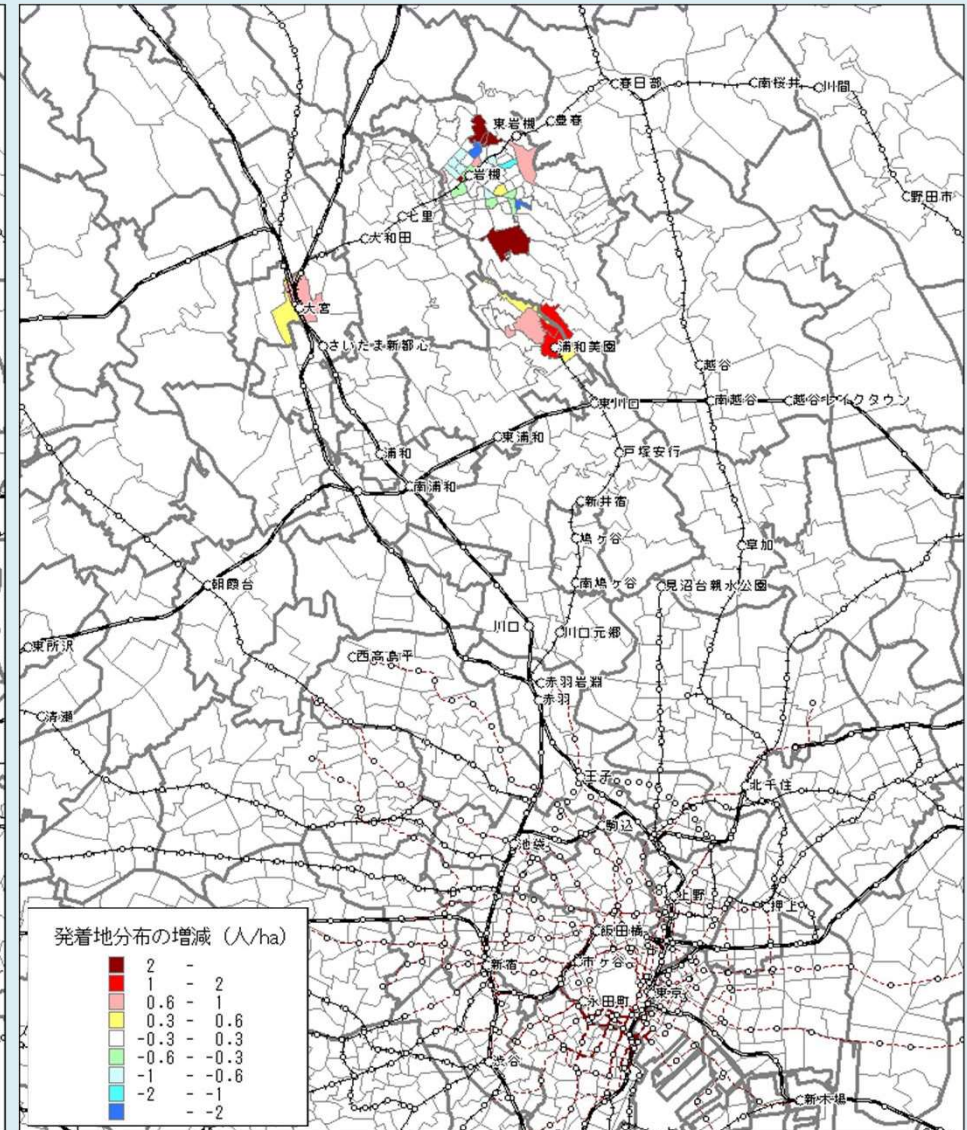 春日部
南桜井
川間
東岩槻
豊春
岩槻
野田市
七里
大和田
大宮
さいたま新都心
浦和美園
越谷
東川口
南越谷
越谷レイクタウン
東浦和
浦和
戸塚安行
南浦和
新井宿
鳩ヶ谷
草加
朝霞台
南鳩ヶ谷
見沼台親水公園
川口
川口元郷
東所沢
西高島平
赤羽岩淵
赤羽
清瀬
王子
北千住
駒込
池袋
上野
押上
飯田橋
新宿
市ヶ谷
永田町
東京
渋谷
新木場
発着地分布の増減（人/ha）
2 -
1 - 2
0.6 - 1
0.3 - 0.6
-0.3 - 0.3
-0.6 - -0.3
-1 - -0.6
-2 - -1
- -2